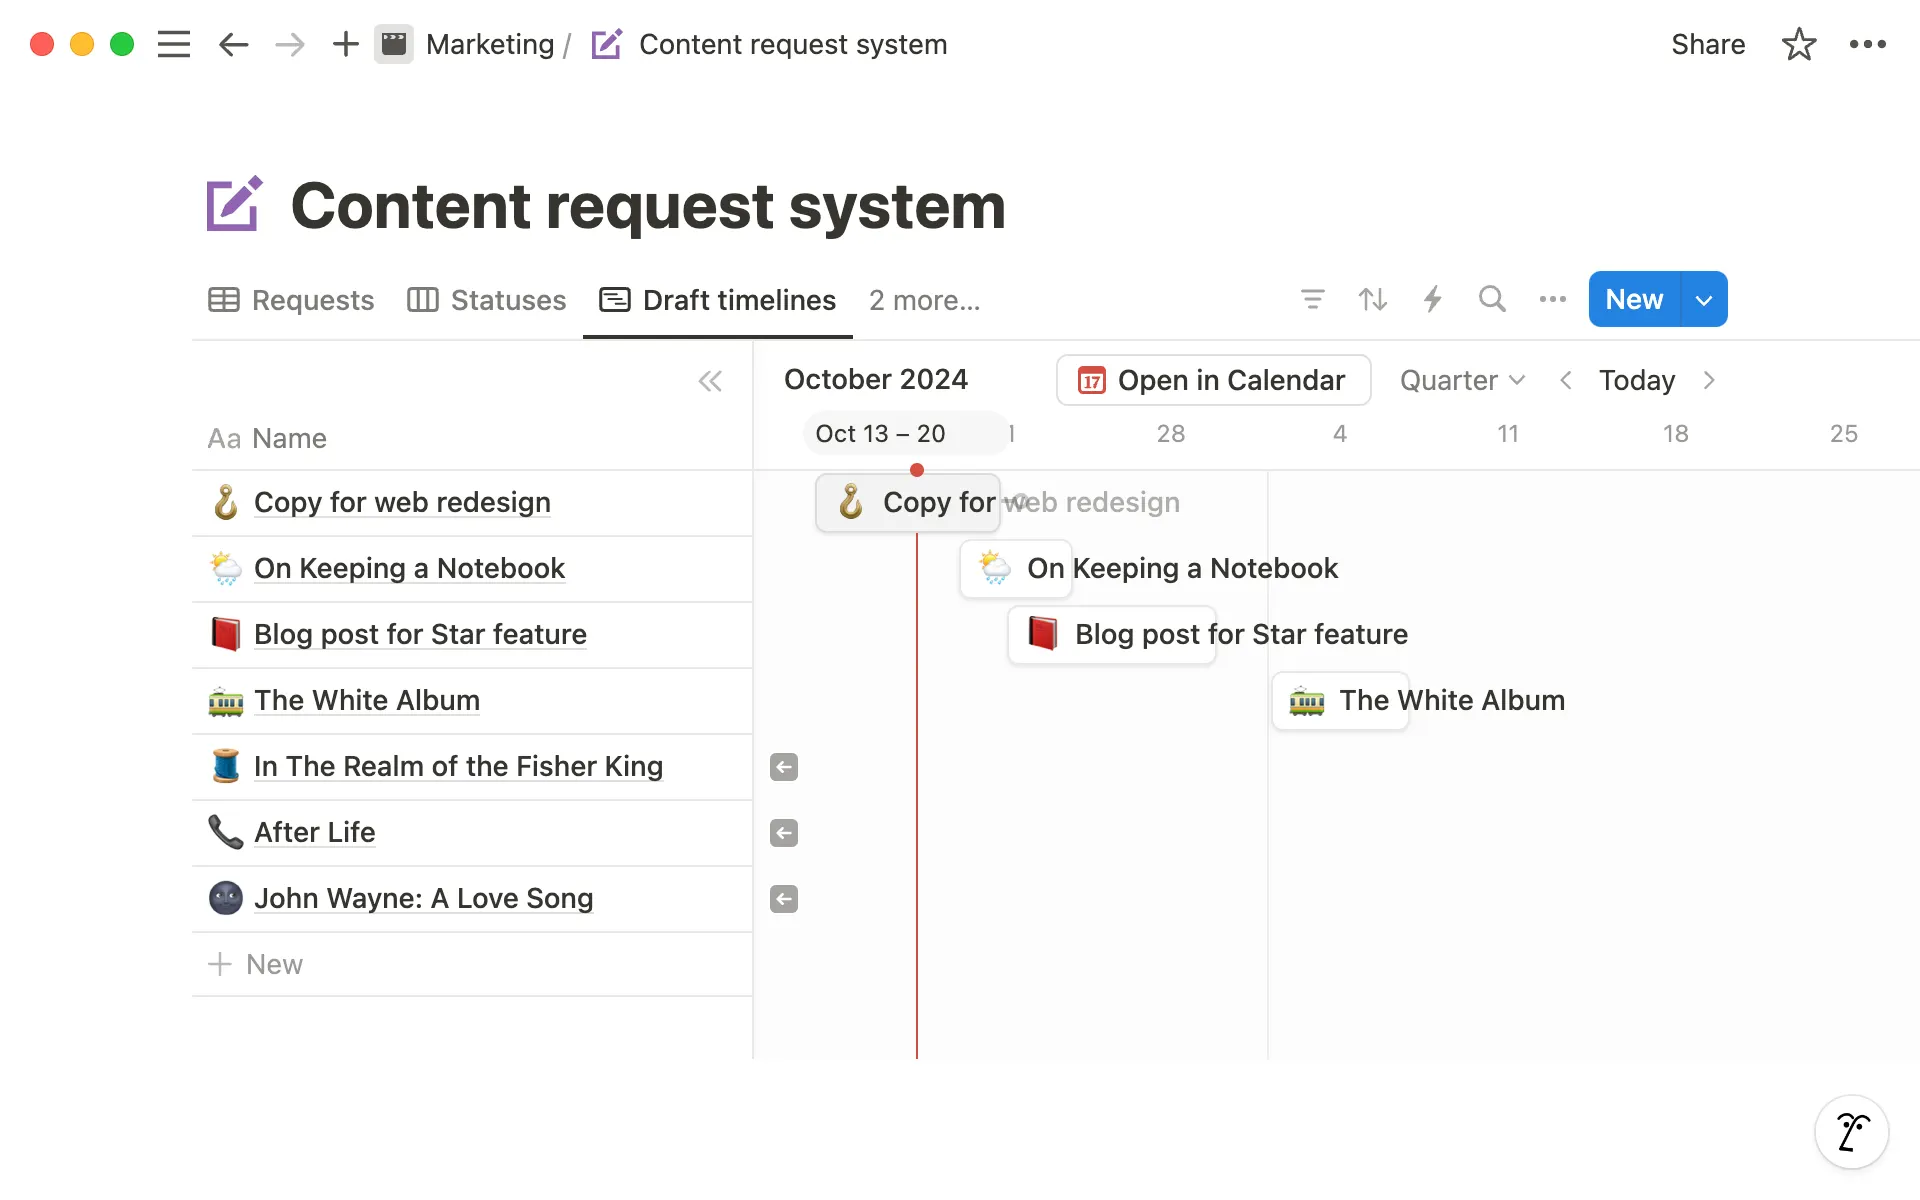 Marketing / Content request system Share
Content request system
Requests Statuses Draft timelines 2 more... New
October 2024 17 Open in Calendar Quarter Today
Aa Name Oct 13 – 20 28 4 11 18 25
Copy for web redesign Copy for web redesign
On Keeping a Notebook On Keeping a Notebook
Blog post for Star feature Blog post for Star feature
The White Album The White Album
In The Realm of the Fisher King
After Life
John Wayne: A Love Song
New